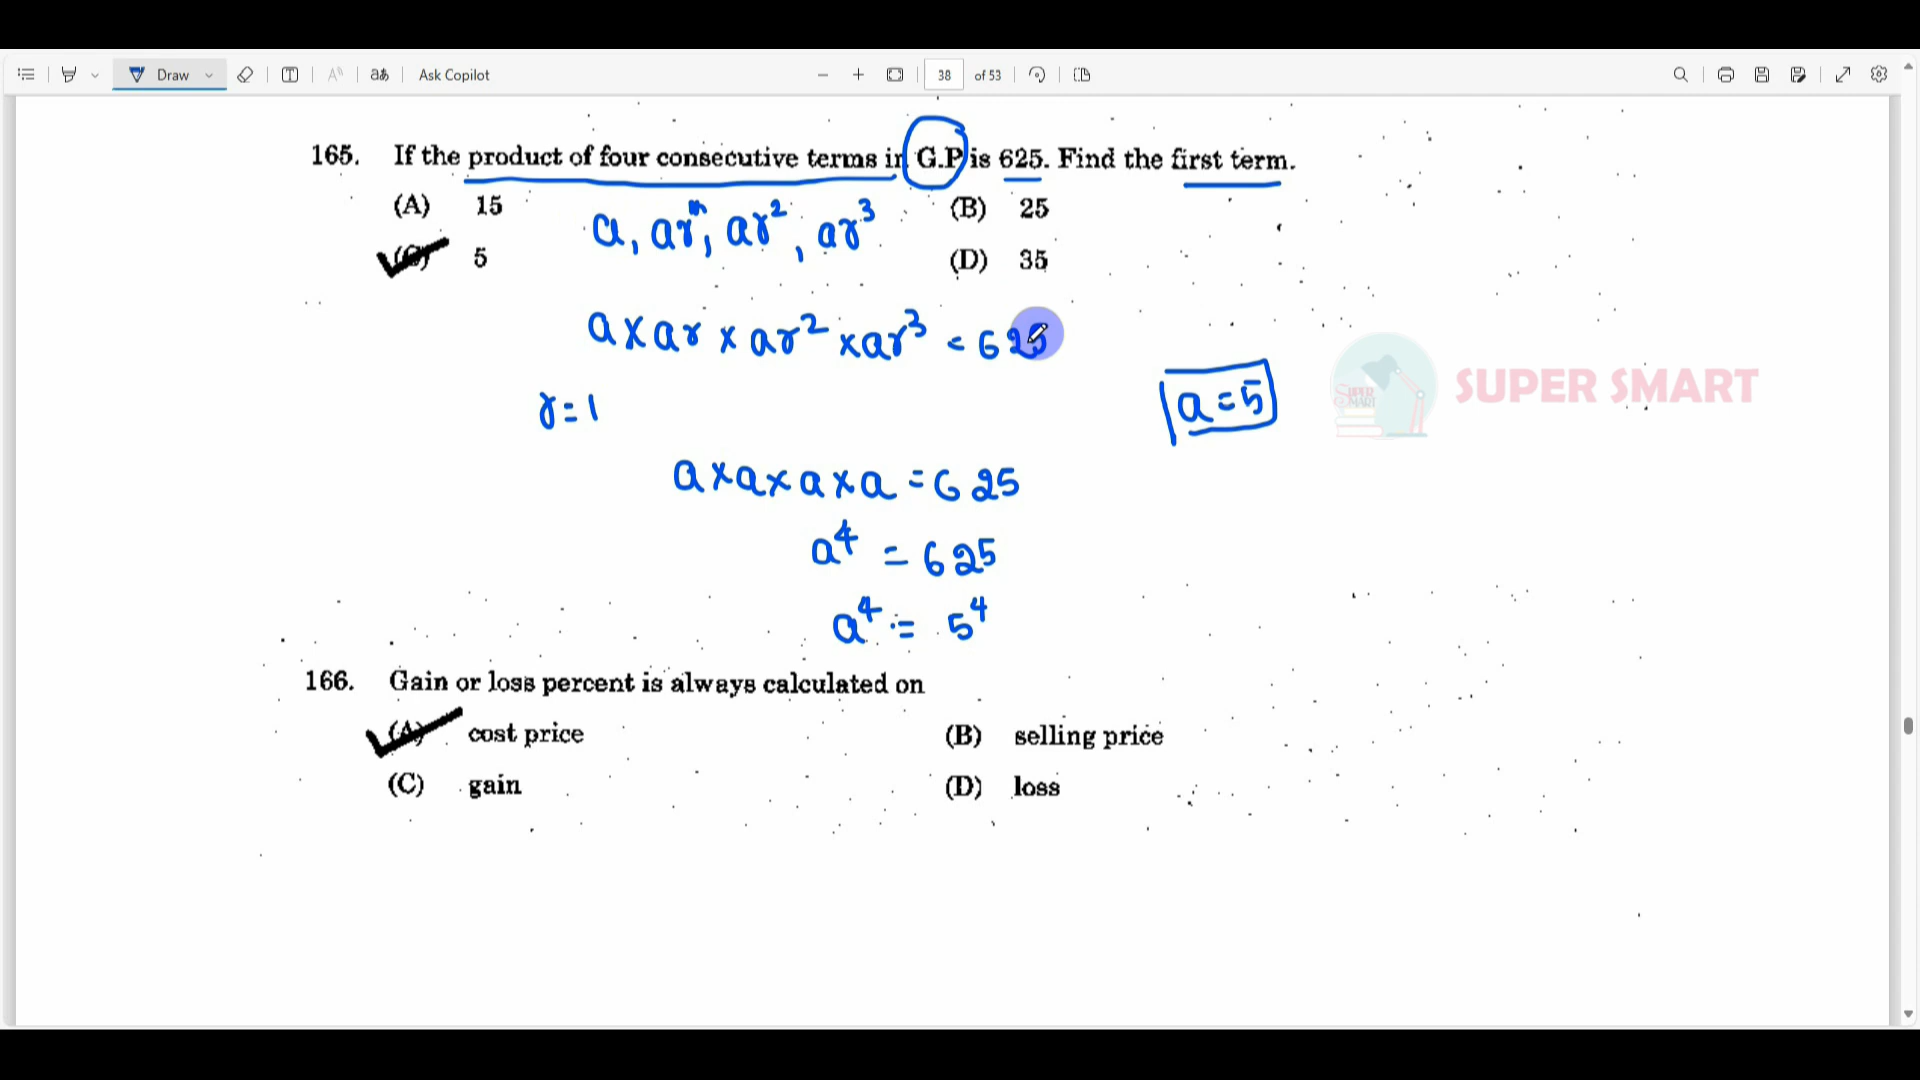 Draw
Ask Copilot
38 of 53
165. If the product of four consecutive terms in G.P is 625. Find the first term.
(A) 15 (B) 25
(C) 5 (D) 35
a, ar, ar², ar³
a × ar × ar² × ar³ = 625
r = 1
a = 5
SUPER SMART
a × a × a × a = 625
a⁴ = 625
a⁴ = 5⁴
166. Gain or loss percent is always calculated on
(A) cost price (B) selling price
(C) gain (D) loss